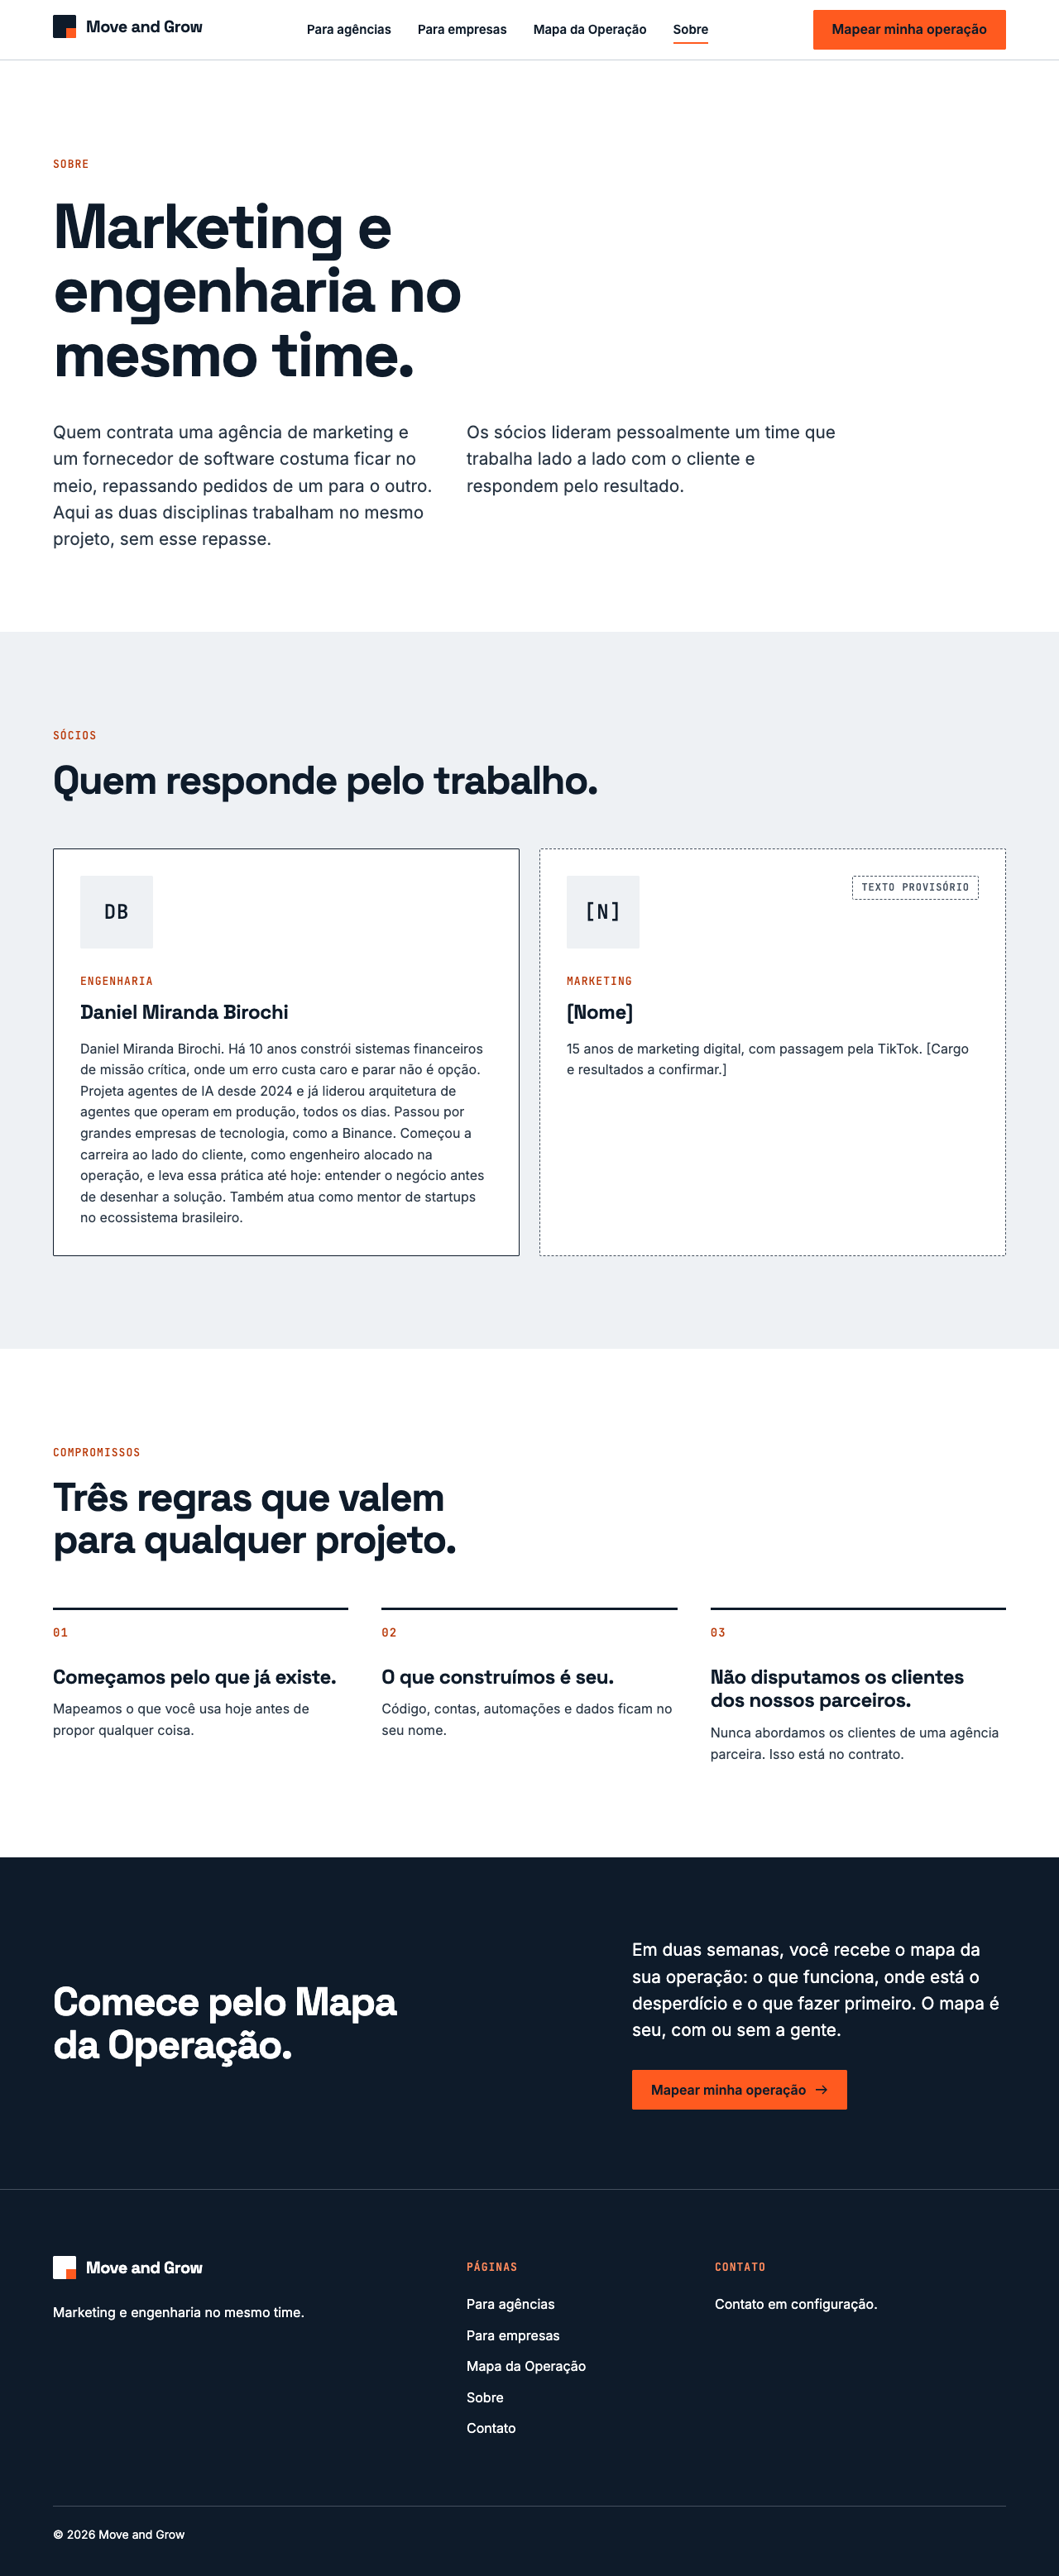 Move and Grow
Para agências
Para empresas
Mapa da Operação
Sobre
Mapear minha operação
SOBRE
Marketing e
engenharia no
mesmo time.
Quem contrata uma agência de marketing e
um fornecedor de software costuma ficar no
meio, repassando pedidos de um para o outro.
Aqui as duas disciplinas trabalham no mesmo
projeto, sem esse repasse.
Os sócios lideram pessoalmente um time que
trabalha lado a lado com o cliente e
respondem pelo resultado.
SÓCIOS
Quem responde pelo trabalho.
DB
ENGENHARIA
Daniel Miranda Birochi
Daniel Miranda Birochi. Há 10 anos constrói sistemas financeiros
de missão crítica, onde um erro custa caro e parar não é opção.
Projeta agentes de IA desde 2024 e já liderou arquitetura de
agentes que operam em produção, todos os dias. Passou por
grandes empresas de tecnologia, como a Binance. Começou a
carreira ao lado do cliente, como engenheiro alocado na
operação, e leva essa prática até hoje: entender o negócio antes
de desenhar a solução. Também atua como mentor de startups
no ecossistema brasileiro.
[N]
TEXTO PROVISÓRIO
MARKETING
[Nome]
15 anos de marketing digital, com passagem pela TikTok. [Cargo
e resultados a confirmar.]
COMPROMISSOS
Três regras que valem
para qualquer projeto.
01
Começamos pelo que já existe.
Mapeamos o que você usa hoje antes de
propor qualquer coisa.
02
O que construímos é seu.
Código, contas, automações e dados ficam no
seu nome.
03
Não disputamos os clientes
dos nossos parceiros.
Nunca abordamos os clientes de uma agência
parceira. Isso está no contrato.
Comece pelo Mapa
da Operação.
Em duas semanas, você recebe o mapa da
sua operação: o que funciona, onde está o
desperdício e o que fazer primeiro. O mapa é
seu, com ou sem a gente.
Mapear minha operação →
Move and Grow
Marketing e engenharia no mesmo time.
PÁGINAS
Para agências
Para empresas
Mapa da Operação
Sobre
Contato
CONTATO
Contato em configuração.
© 2026 Move and Grow